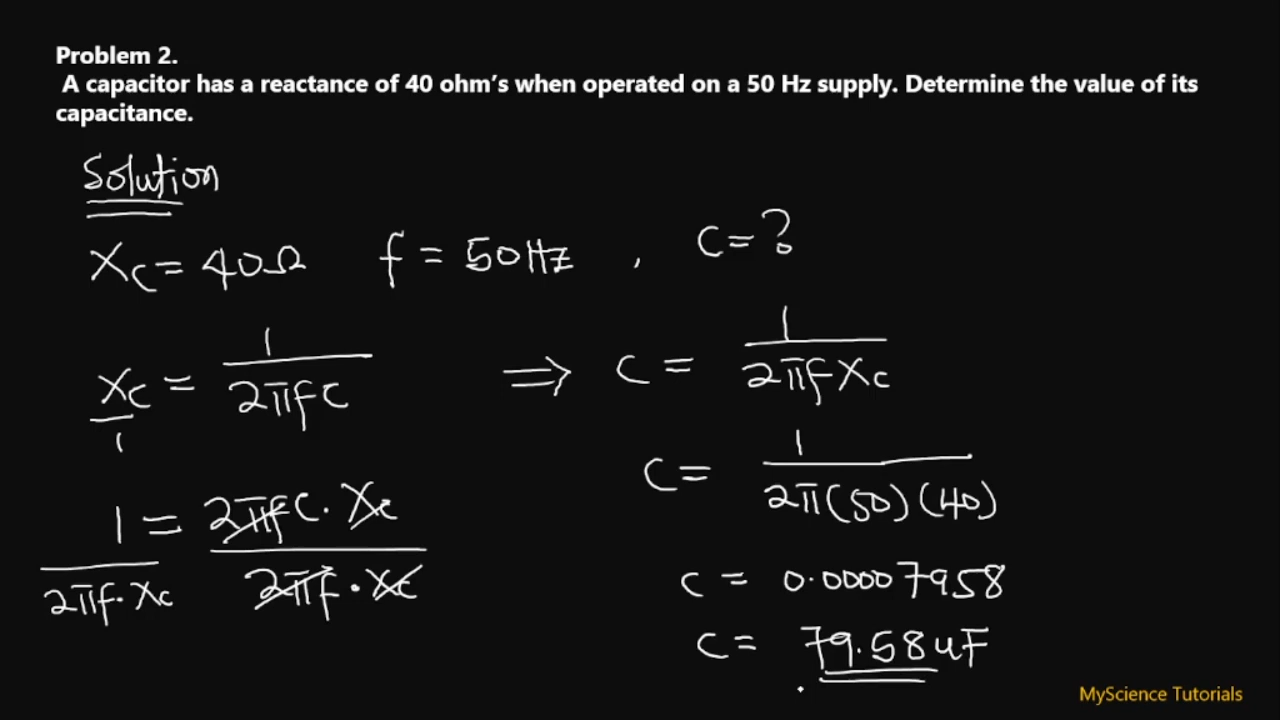 Problem 2.
A capacitor has a reactance of 40 ohm’s when operated on a 50 Hz supply. Determine the value of its
capacitance.
Solution
Xc = 40Ω    f = 50Hz    ,    C = ?
Xc/1 = 1/2πfC    ⟹    C = 1/2πfXc
C = 1/2π(50)(40)
1/2πf·Xc = 2πfC·Xc/2πf·Xc
C = 0.00007958
C = 79.58uF
MyScience Tutorials